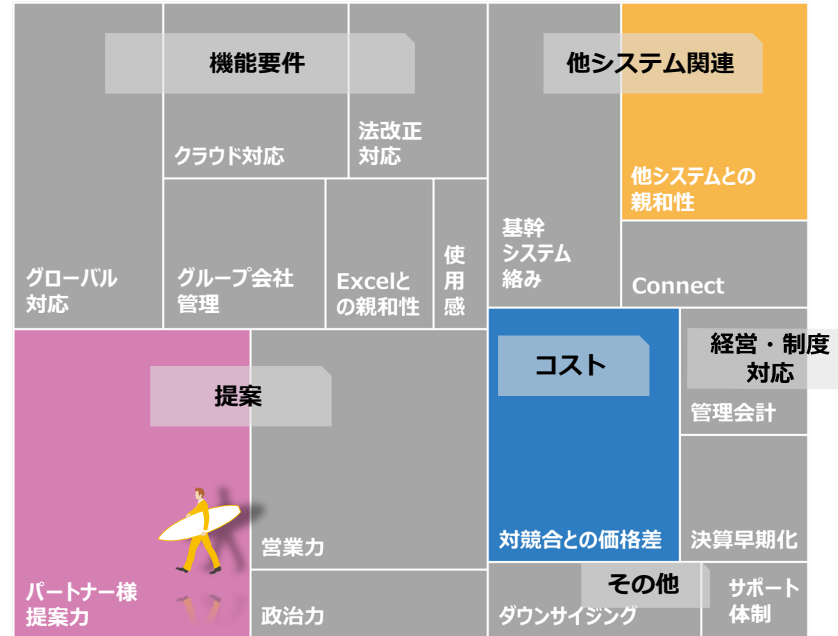 機能要件
クラウド対応
法改正
対応
グローバル
対応
グループ会社
管理
Excelと
の親和性
使
用
感
他システム関連
基幹
システム
絡み
他システムとの
親和性
Connect
提案
パートナー様
提案力
営業力
政治力
コスト
対競合との価格差
経営・制度
対応
管理会計
決算早期化
その他
ダウンサイジング
サポート
体制